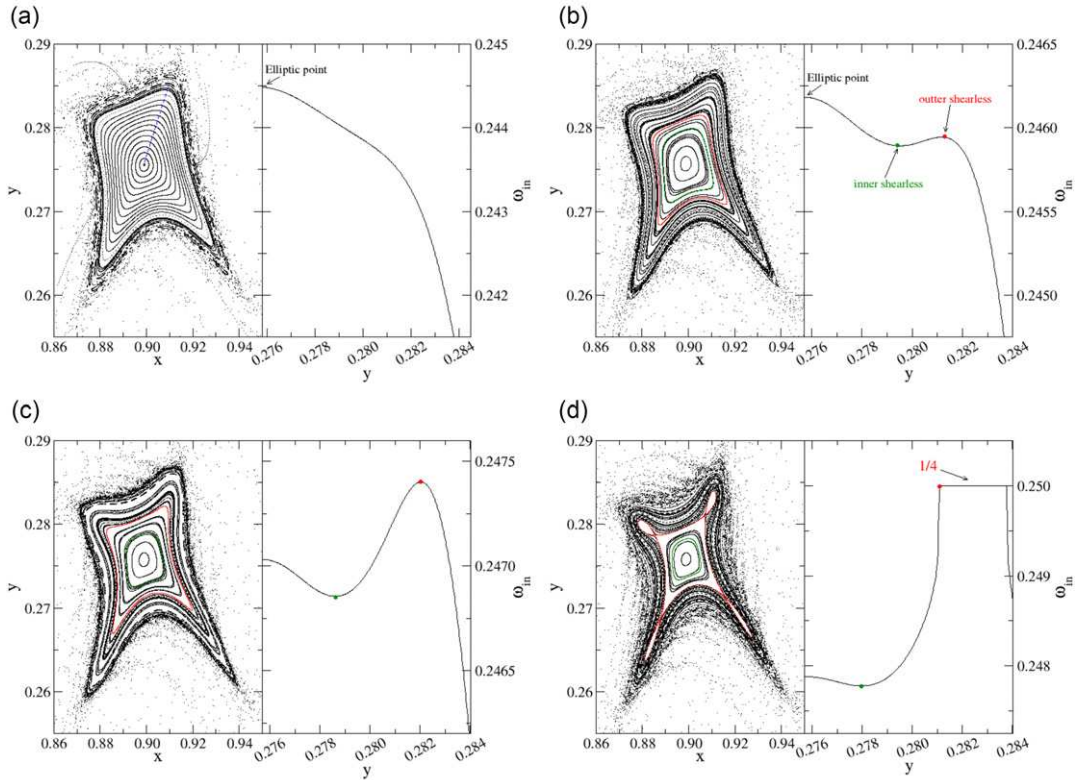 (a)
0.29
0.28
0.27
0.26
y
0.86 0.88 0.90 0.92 0.94
x
Elliptic point
0.276 0.278 0.280 0.282 0.284
y
0.245
0.244
0.243
0.242
ω_in
(b)
0.29
0.28
0.27
0.26
y
0.86 0.88 0.90 0.92 0.94
x
Elliptic point
outter shearless
inner shearless
0.276 0.278 0.280 0.282 0.284
y
0.2465
0.2460
0.2455
0.2450
ω_in
(c)
0.29
0.28
0.27
0.26
y
0.86 0.88 0.90 0.92 0.94
x
0.276 0.278 0.280 0.282 0.284
y
0.2475
0.2470
0.2465
ω_in
(d)
0.29
0.28
0.27
0.26
y
0.86 0.88 0.90 0.92 0.94
x
1/4
0.276 0.278 0.280 0.282 0.284
y
0.250
0.249
0.248
ω_in